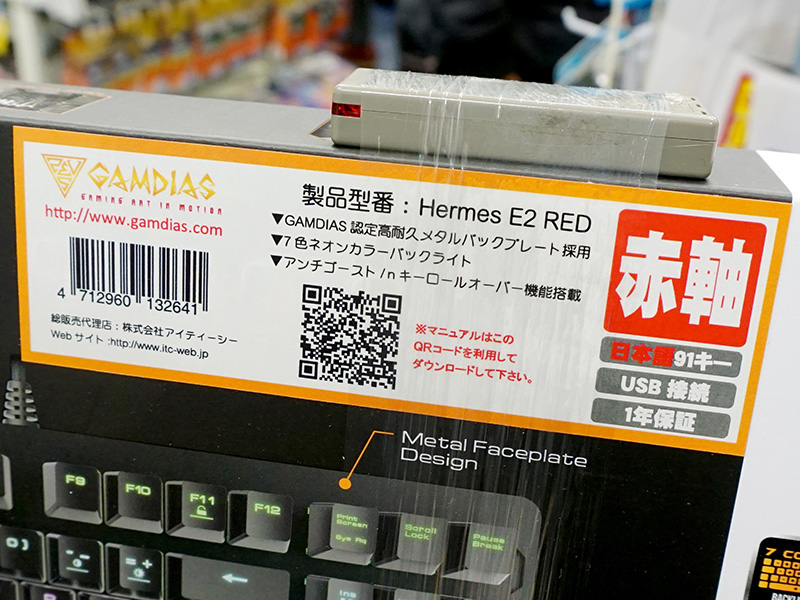 GAMDIAS
GAMING ART IN MOTION
http://www.gamdias.com
4 712960 132641
総販売代理店：株式会社アイティーシー
Webサイト:http://www.itc-web.jp
製品型番：Hermes E2 RED
▼GAMDIAS 認定高耐久メタルバックプレート採用
▼7色ネオンカラーバックライト
▼アンチゴースト/nキーロールオーバー機能搭載
※マニュアルはこの
QRコードを利用して
ダウンロードして下さい。
赤軸
日本語91キー
USB 接続
1年保証
Metal Faceplate
Design
F9
F10
F11
F12
Print
Screen
Sys Rq
Scroll
Lock
Pause
Break
Ins
7 CO